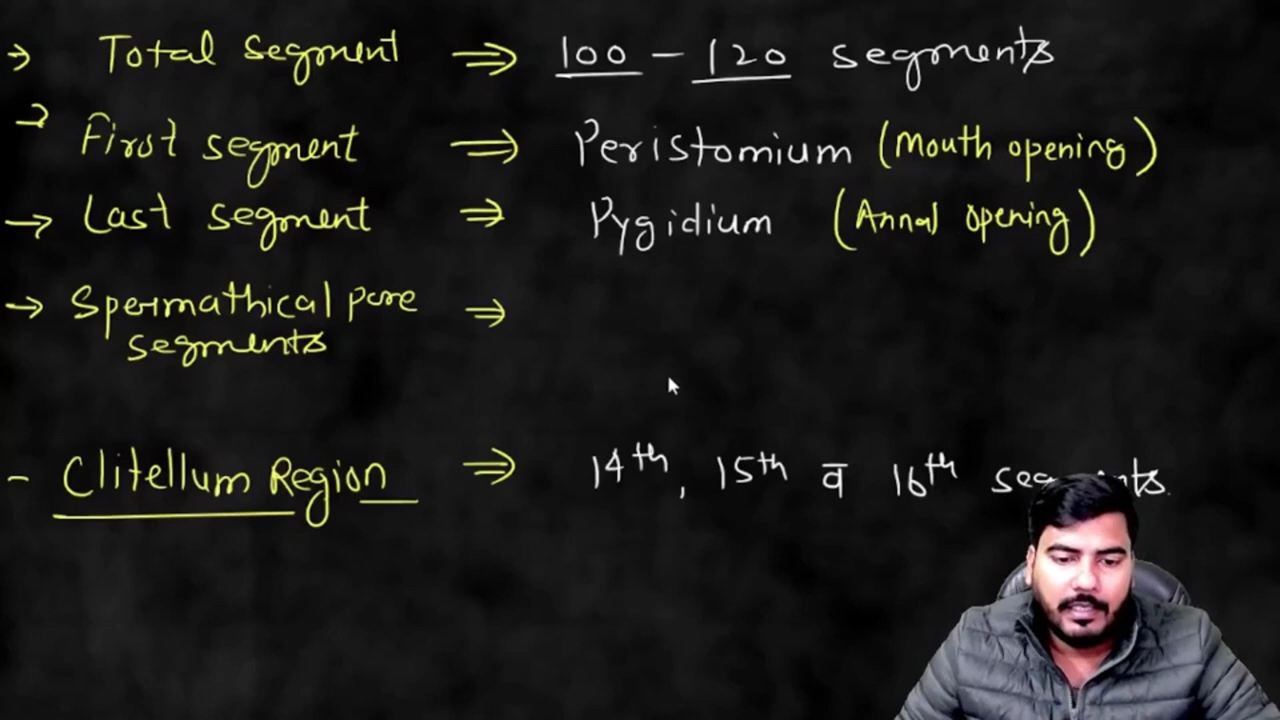 → Total segment ⇒ 100 - 120 segments
→ First segment ⇒ Peristomium (Mouth opening)
→ Last segment ⇒ Pygidium (Annal opening)
→ Spermathical pore ⇒
segments
- Clitellum Region ⇒ 14th, 15th व 16th segments